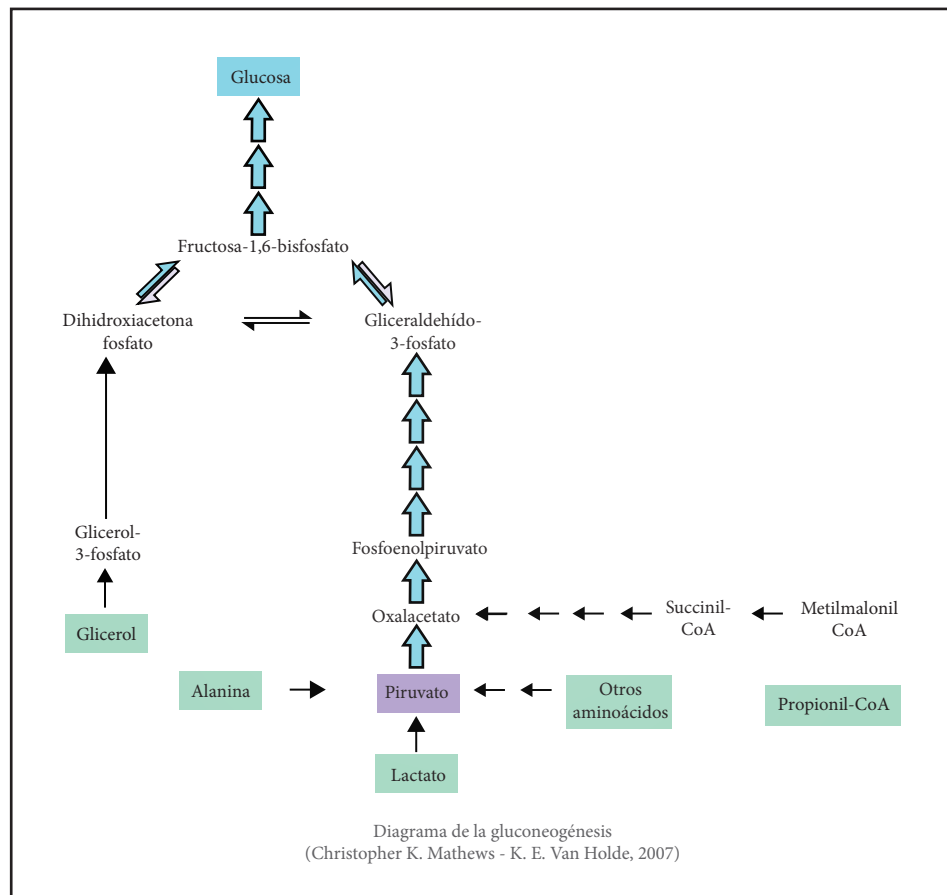 Glucosa
Fructosa-1,6-bisfosfato
Dihidroxiacetona
fosfato
Gliceraldehído-
3-fosfato
Glicerol-
3-fosfato
Fosfoenolpiruvato
Glicerol
Oxalacetato
Succinil-
CoA
Metilmalonil
CoA
Alanina
Piruvato
Otros
aminoácidos
Propionil-CoA
Lactato
Diagrama de la gluconeogénesis
(Christopher K. Mathews - K. E. Van Holde, 2007)